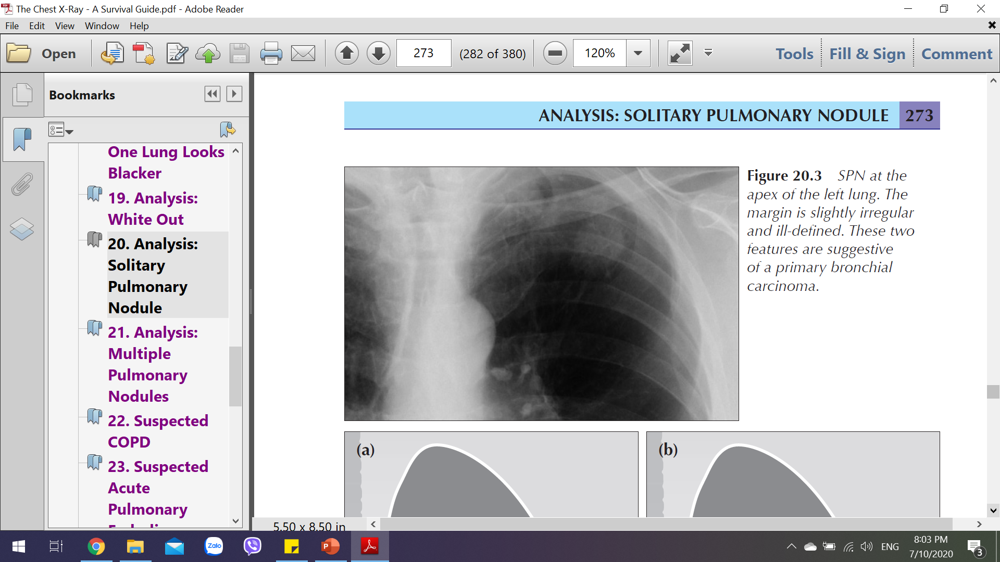 The Chest X-Ray - A Survival Guide.pdf - Adobe Reader
File Edit View Window Help
Open 273 (282 of 380) 120% Tools Fill & Sign Comment
Bookmarks
One Lung Looks
Blacker
19. Analysis:
White Out
20. Analysis:
Solitary
Pulmonary
Nodule
21. Analysis:
Multiple
Pulmonary
Nodules
22. Suspected
COPD
23. Suspected
Acute
Pulmonary
ANALYSIS: SOLITARY PULMONARY NODULE 273
Figure 20.3 SPN at the
apex of the left lung. The
margin is slightly irregular
and ill-defined. These two
features are suggestive
of a primary bronchial
carcinoma.
(a) (b)
5.50 x 8.50 in
Zalo
P
ENG
8:03 PM
7/10/2020
3